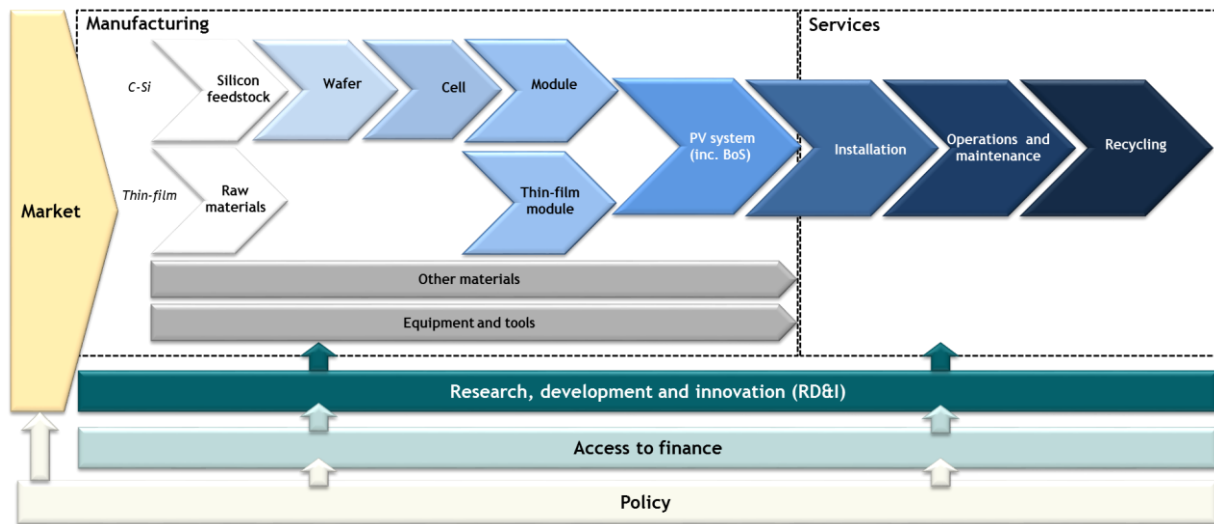 Manufacturing
Services
C-Si
Silicon
feedstock
Wafer
Cell
Module
PV system
(inc. BoS)
Installation
Operations and
maintenance
Recycling
Market
Thin-film
Raw
materials
Thin-film
module
Other materials
Equipment and tools
Research, development and innovation (RD&I)
Access to finance
Policy